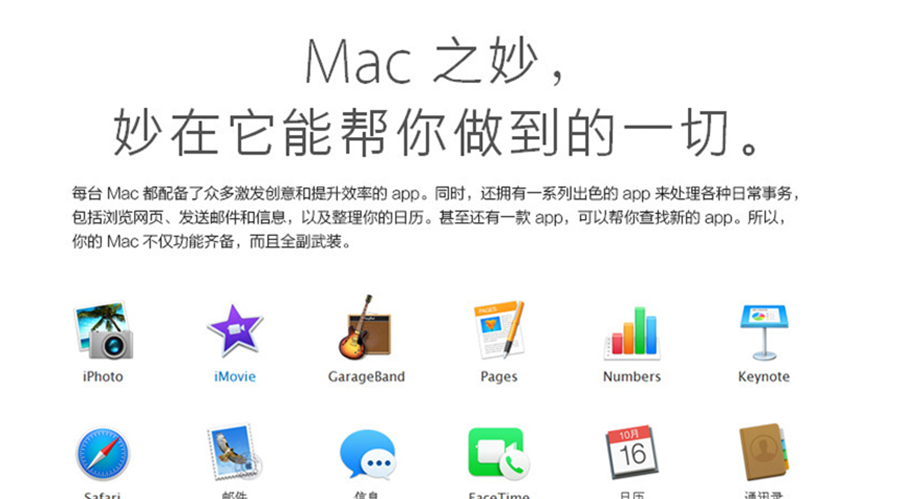 Mac 之妙，
妙在它能帮你做到的一切。
每台 Mac 都配备了众多激发创意和提升效率的 app。同时，还拥有一系列出色的 app 来处理各种日常事务，
包括浏览网页、发送邮件和信息，以及整理你的日历。甚至还有一款 app，可以帮你查找新的 app。所以，
你的 Mac 不仅功能齐备，而且全副武装。
PAGES
iPhoto iMovie GarageBand Pages Numbers Keynote
10月
16
Safari 邮件 信息 FaceTime 日历 通讯录